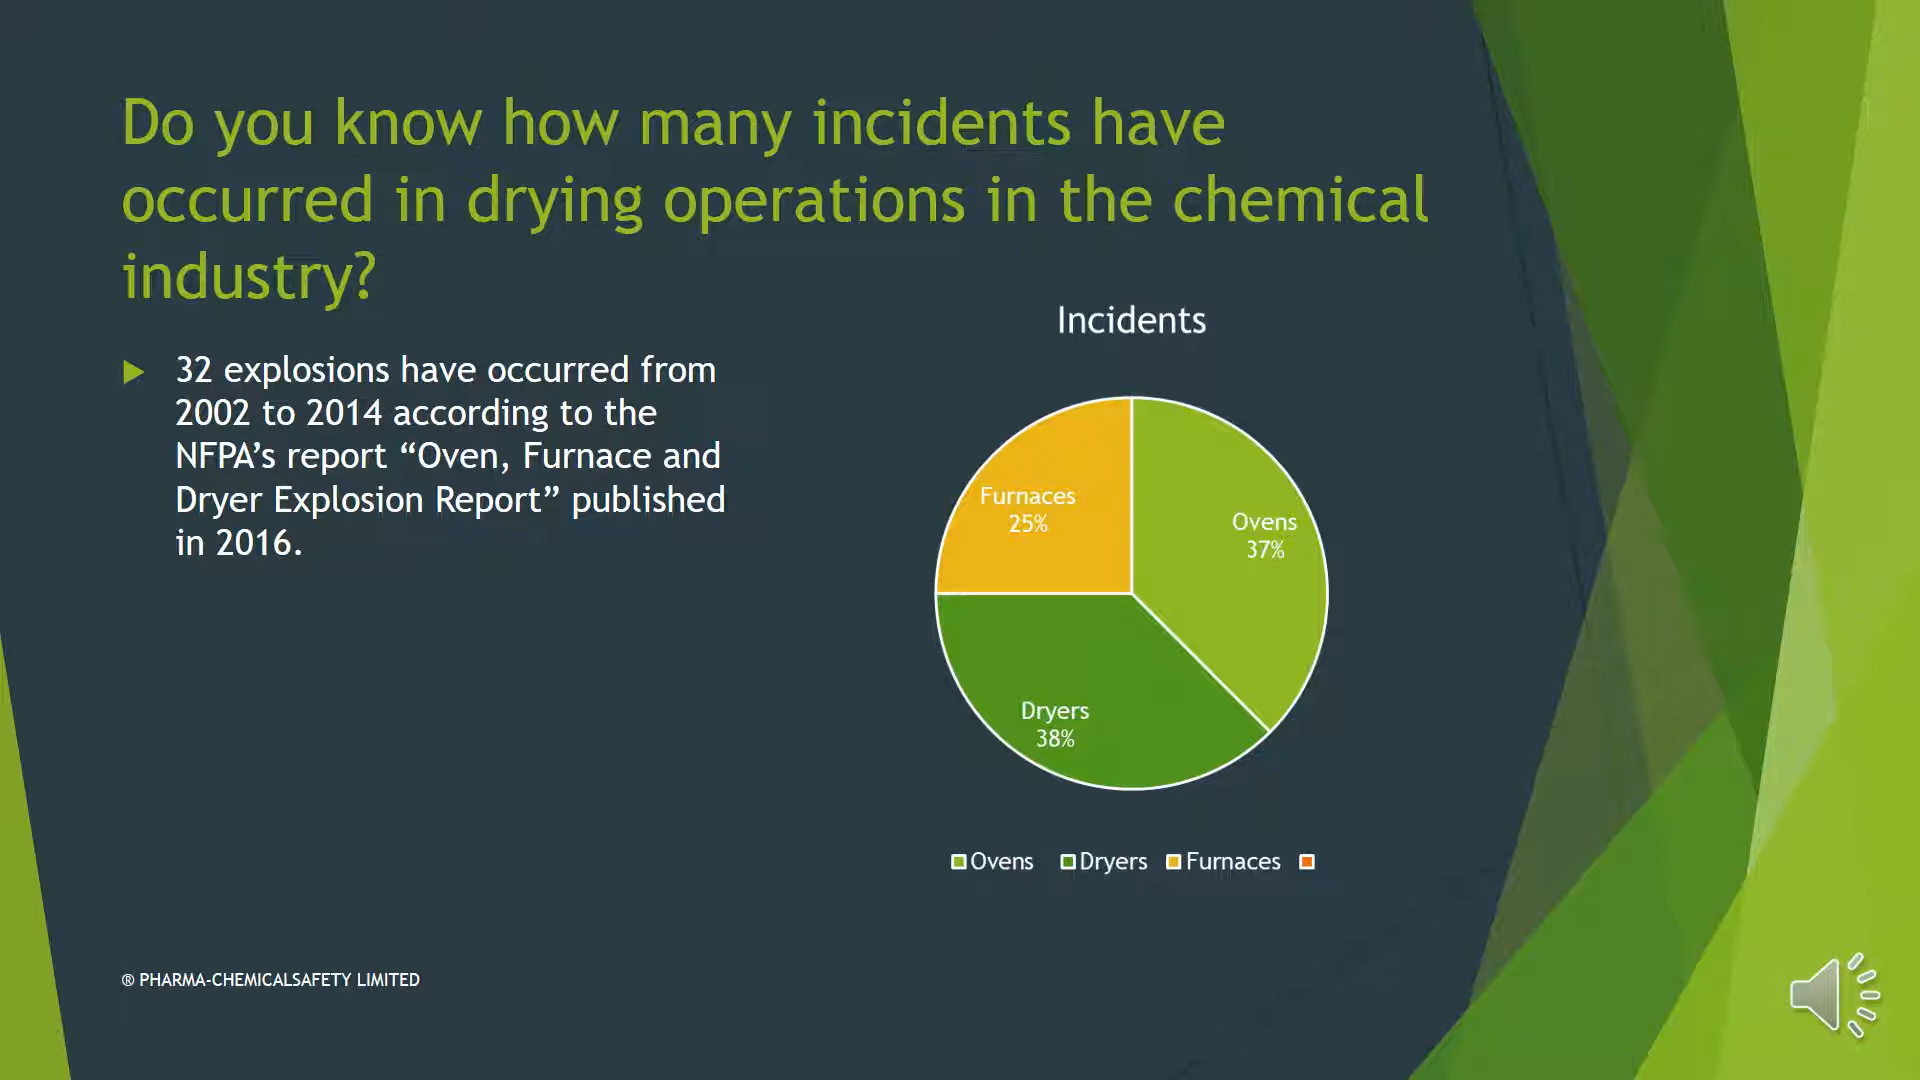 Do you know how many incidents have
occurred in drying operations in the chemical
industry?
32 explosions have occurred from
2002 to 2014 according to the
NFPA’s report “Oven, Furnace and
Dryer Explosion Report” published
in 2016.
Incidents
Furnaces
25%
Ovens
37%
Dryers
38%
Ovens Dryers Furnaces
® PHARMA-CHEMICALSAFETY LIMITED